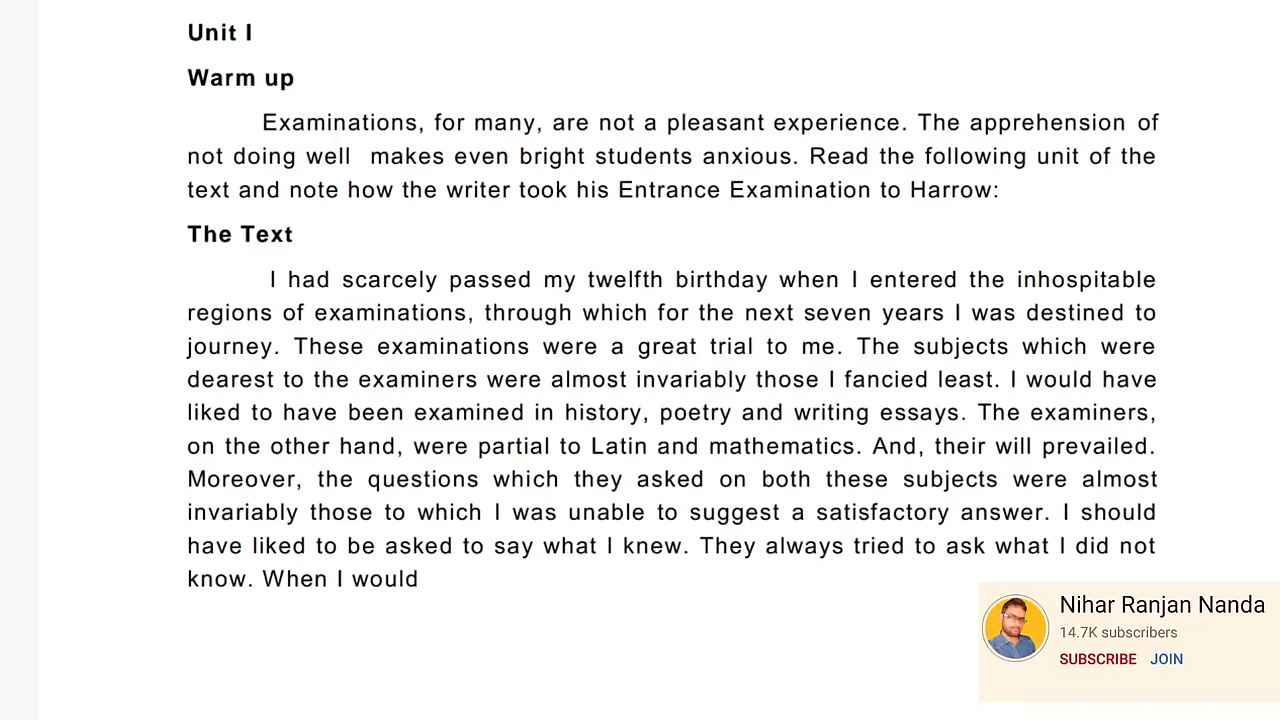 Unit I
Warm up
Examinations, for many, are not a pleasant experience. The apprehension of
not doing well makes even bright students anxious. Read the following unit of the
text and note how the writer took his Entrance Examination to Harrow:
The Text
I had scarcely passed my twelfth birthday when I entered the inhospitable
regions of examinations, through which for the next seven years I was destined to
journey. These examinations were a great trial to me. The subjects which were
dearest to the examiners were almost invariably those I fancied least. I would have
liked to have been examined in history, poetry and writing essays. The examiners,
on the other hand, were partial to Latin and mathematics. And, their will prevailed.
Moreover, the questions which they asked on both these subjects were almost
invariably those to which I was unable to suggest a satisfactory answer. I should
have liked to be asked to say what I knew. They always tried to ask what I did not
know. When I would
Nihar Ranjan Nanda
14.7K subscribers
SUBSCRIBE JOIN